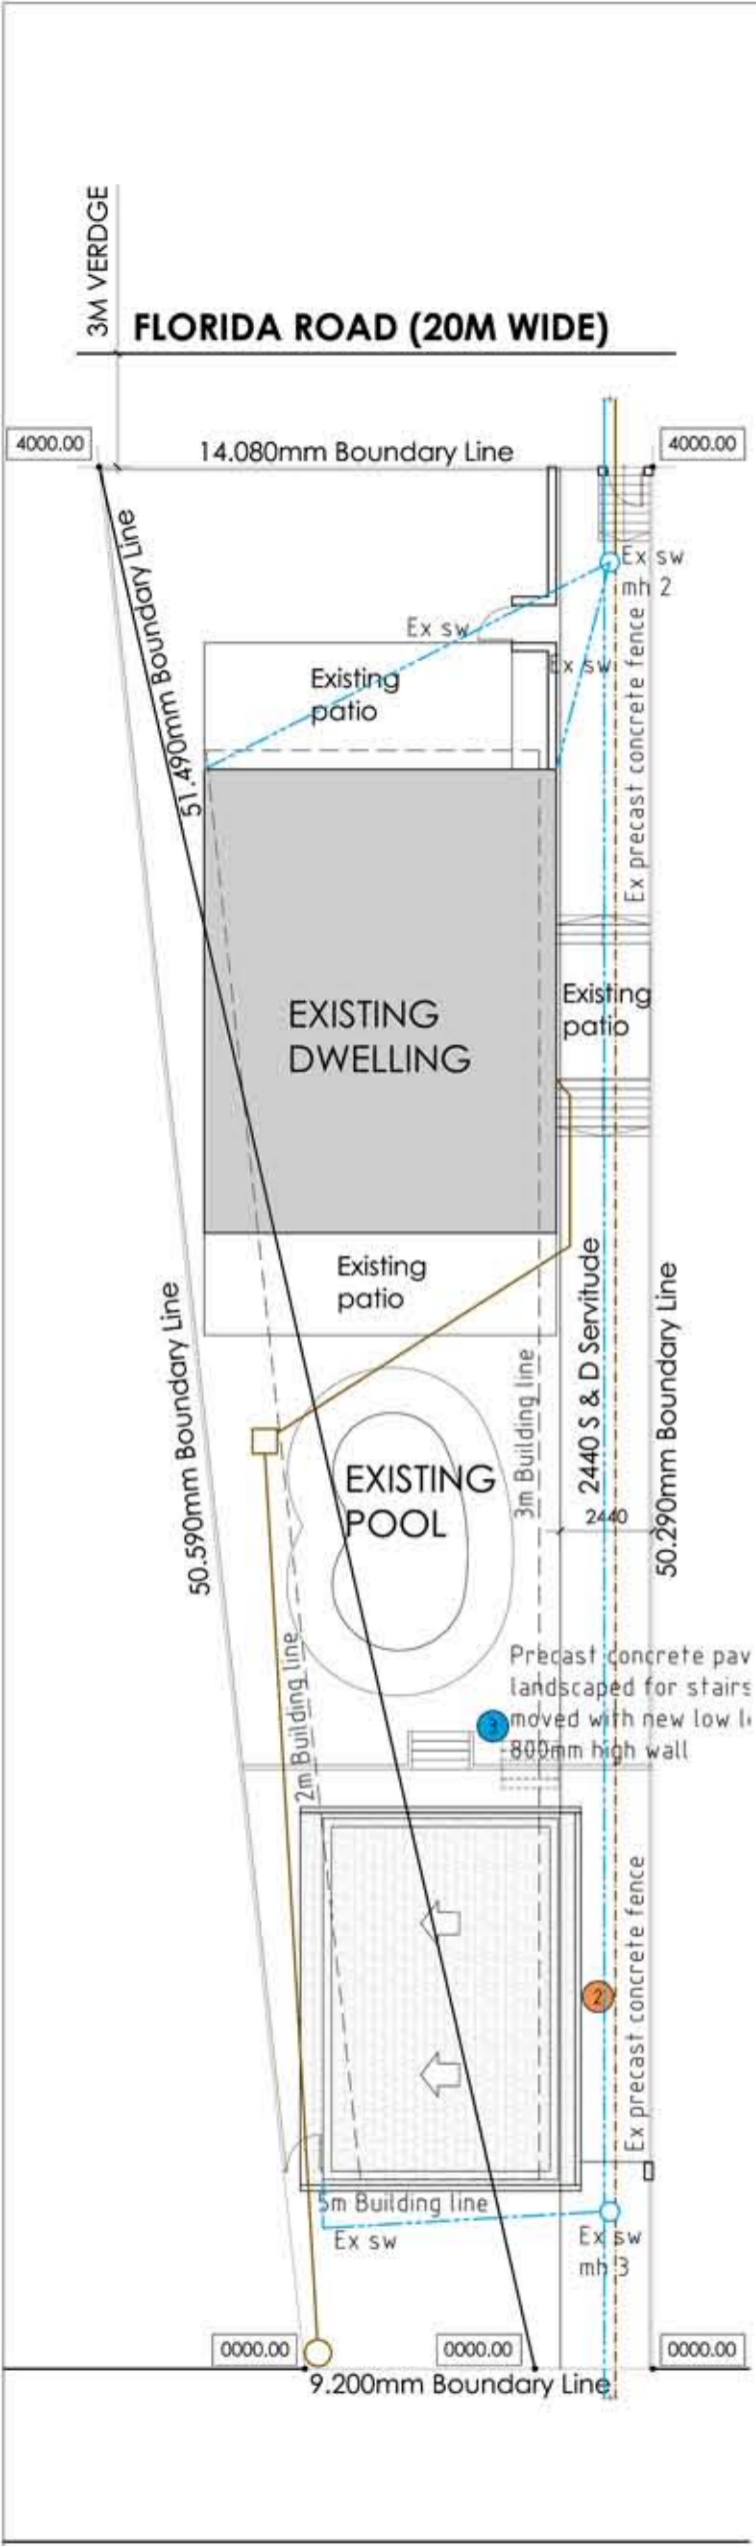 3M VERDGE
FLORIDA ROAD (20M WIDE)
4000.00
14.080mm Boundary Line
4000.00
51.490mm Boundary Line
Ex sw
mh 2
Ex sw
Ex sw
Existing
patio
Ex precast concrete fence
EXISTING
DWELLING
Existing
patio
Existing
patio
2440 S & D Servitude
50.290mm Boundary Line
50.590mm Boundary Line
3m Building line
EXISTING
POOL
2440
2m Building line
3
Precast concrete pav
landscaped for stairs
moved with new low l
800mm high wall
Ex precast concrete fence
2
5m Building line
Ex sw
Ex sw
mh 3
0000.00
0000.00
0000.00
9.200mm Boundary Line